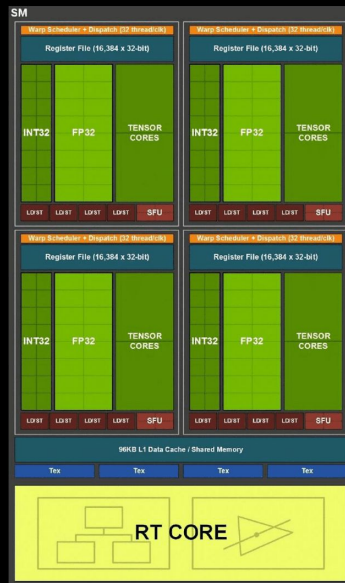 SM
Warp Scheduler + Dispatch (32 thread/clk)
Register File (16,384 x 32-bit)
INT32 FP32 TENSOR CORES
LD/ST LD/ST LD/ST LD/ST SFU
Warp Scheduler + Dispatch (32 thread/clk)
Register File (16,384 x 32-bit)
INT32 FP32 TENSOR CORES
LD/ST LD/ST LD/ST LD/ST SFU
Warp Scheduler + Dispatch (32 thread/clk)
Register File (16,384 x 32-bit)
INT32 FP32 TENSOR CORES
LD/ST LD/ST LD/ST LD/ST SFU
Warp Scheduler + Dispatch (32 thread/clk)
Register File (16,384 x 32-bit)
INT32 FP32 TENSOR CORES
LD/ST LD/ST LD/ST LD/ST SFU
96KB L1 Data Cache / Shared Memory
Tex Tex Tex Tex
RT CORE